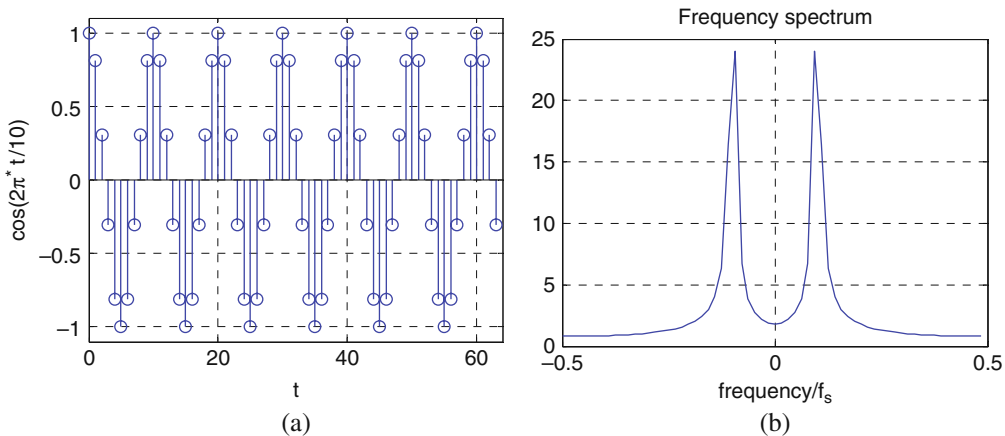 1
0.5
0
−0.5
−1
cos(2π* t/10)
0 20 40 60
t
(a)
Frequency spectrum
25
20
15
10
5
0
−0.5 0 0.5
frequency/fs
(b)